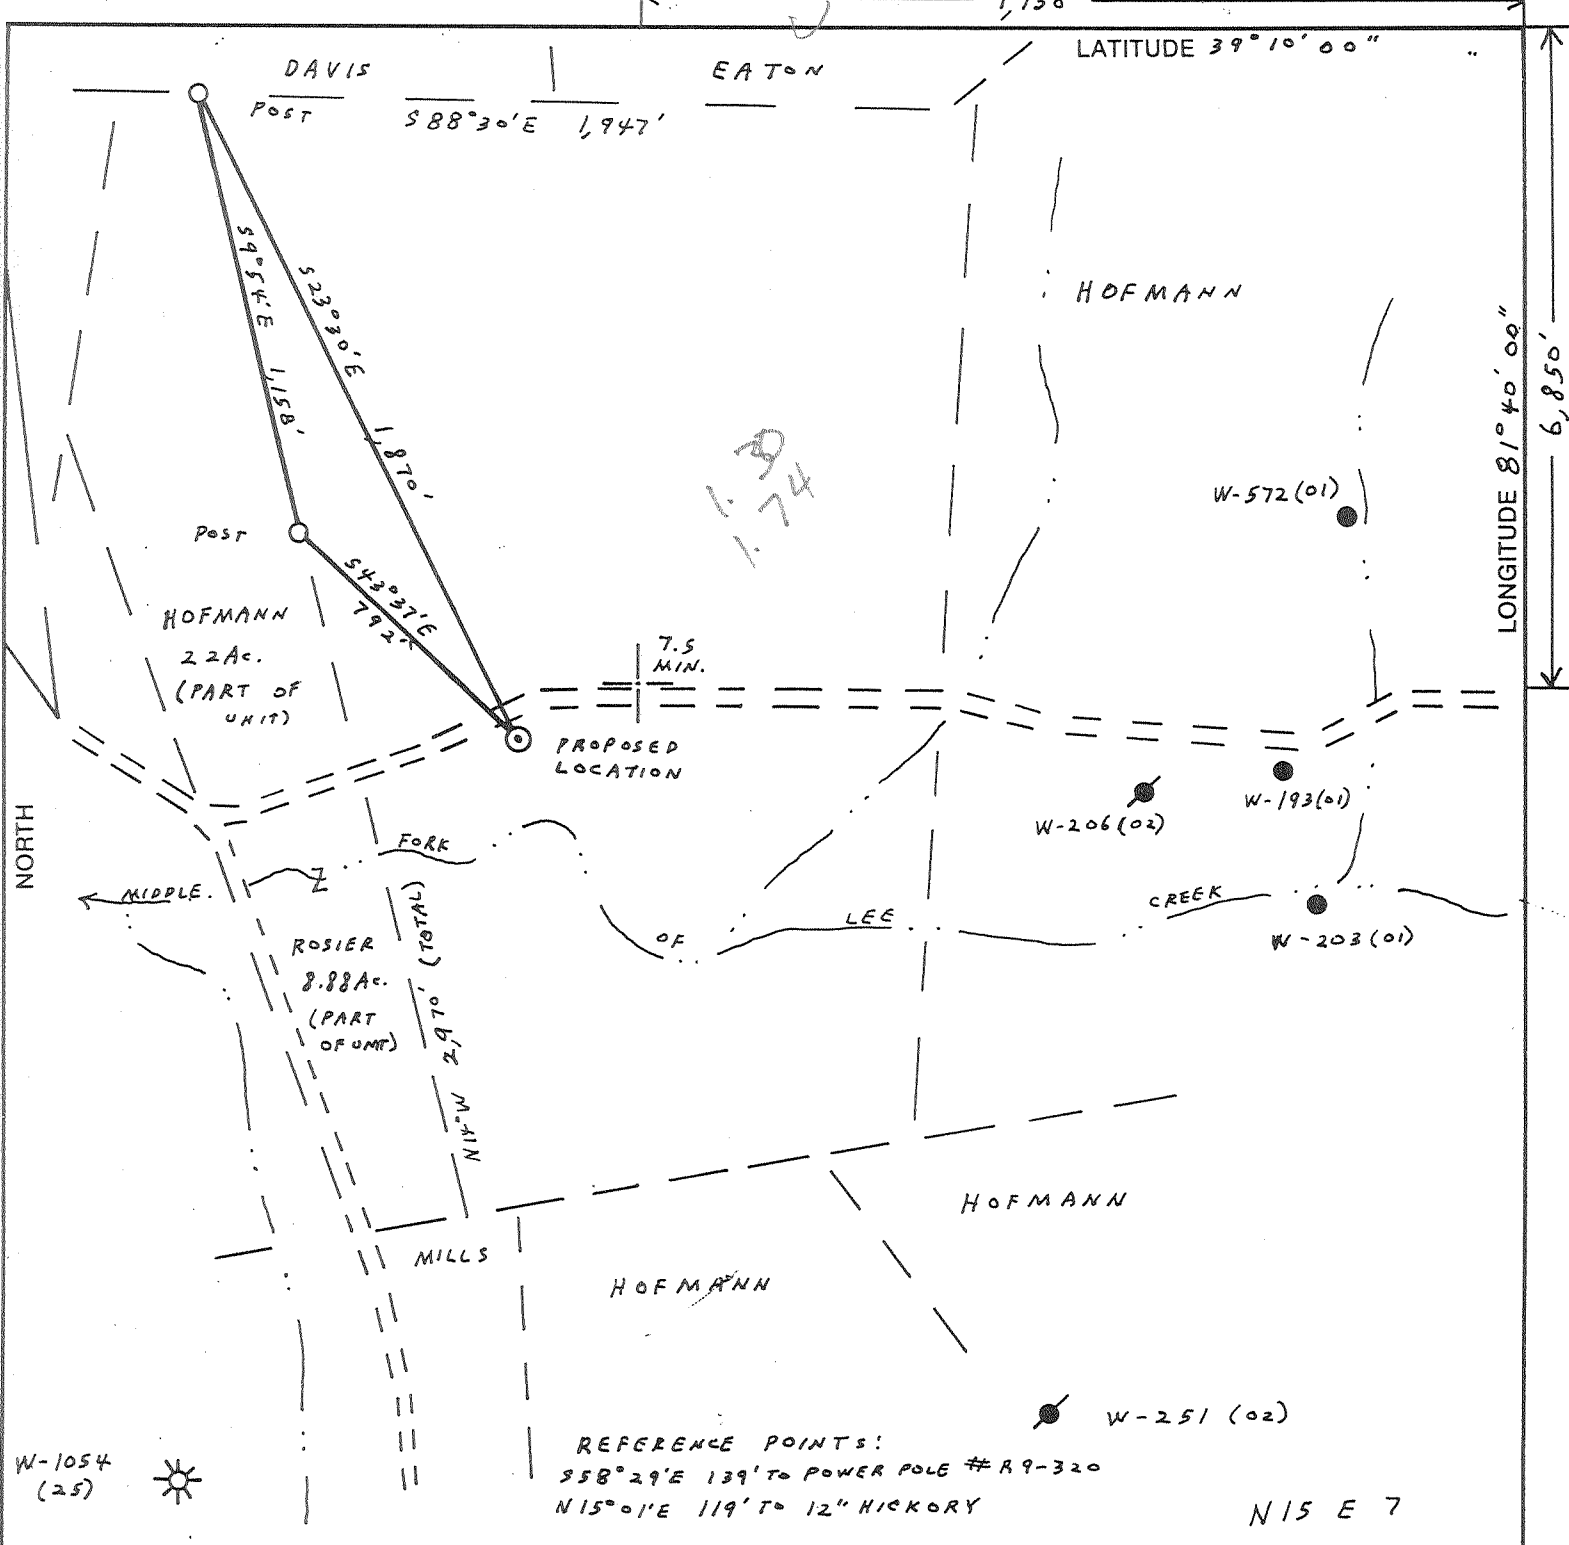 LATITUDE 39°10'00"
DAVIS
EATON
POST
S88°30'E 1,947'
S9°54'E 1,158'
S23°30'E 1,870'
HOFMANN
LONGITUDE 81°40'00"
6,850'
1.30
1.74
W-572(01)
POST
S43°37'E
792'
HOFMANN
22Ac.
(PART OF
UNIT)
7.5
MIN.
PROPOSED
LOCATION
W-193(01)
W-206(02)
NORTH
FORK
MIDDLE
CREEK
LEE
OF
W-203(01)
ROSIER
8.88Ac.
(PART
OF UNIT)
N14°W 2,970' (TOTAL)
HOFMANN
MILLS
HOFMANN
W-251 (02)
W-1054
(25)
REFERENCE POINTS:
S58°29'E 139' TO POWER POLE #R9-320
N15°01'E 119' TO 12" HICKORY
N15 E 7